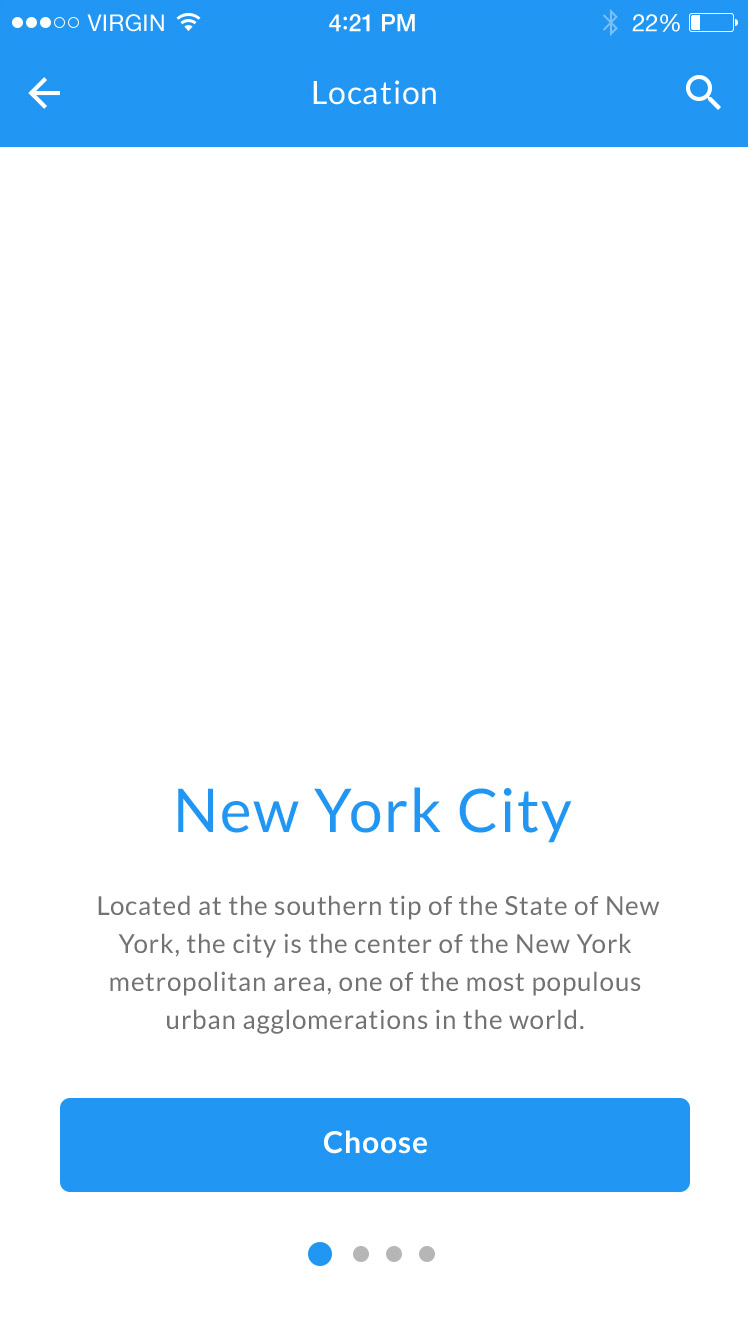 VIRGIN 4:21 PM 22%
Location
New York City
Located at the southern tip of the State of New
York, the city is the center of the New York
metropolitan area, one of the most populous
urban agglomerations in the world.
Choose